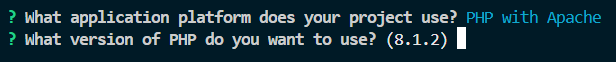 ? What application platform does your project use? PHP with Apache
? What version of PHP do you want to use? (8.1.2)